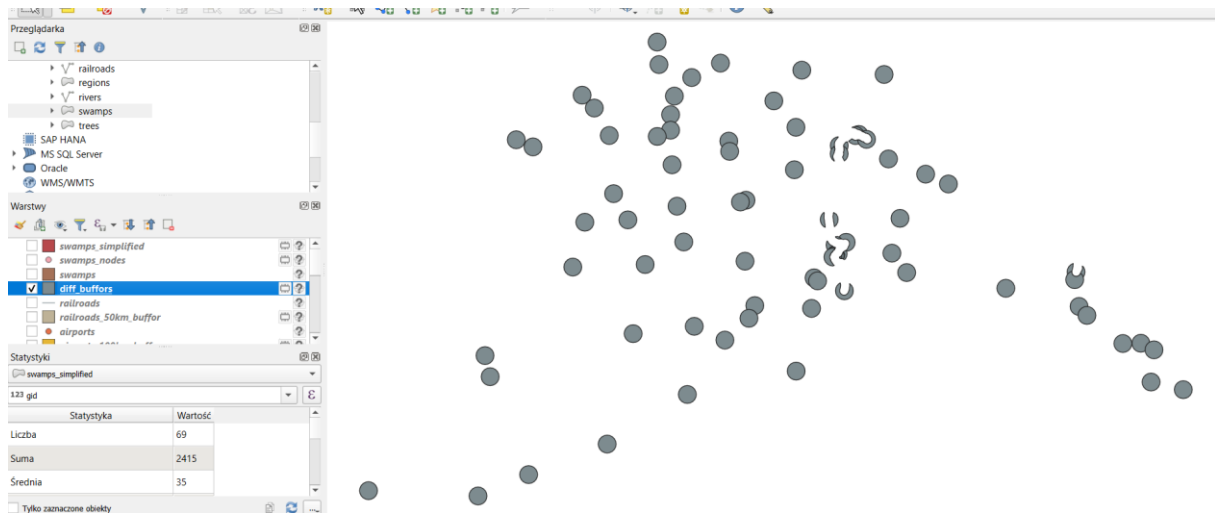 Przeglądarka
railroads
regions
rivers
swamps
trees
SAP HANA
MS SQL Server
Oracle
WMS/WMTS
Warstwy
swamps_simplified
swamps_nodes
swamps
diff_buffors
railroads
railroads_50km_buffor
airports
Statystyki
swamps_simplified
123 gid
Statystyka Wartość
Liczba 69
Suma 2415
Średnia 35
Tylko zaznaczone obiekty